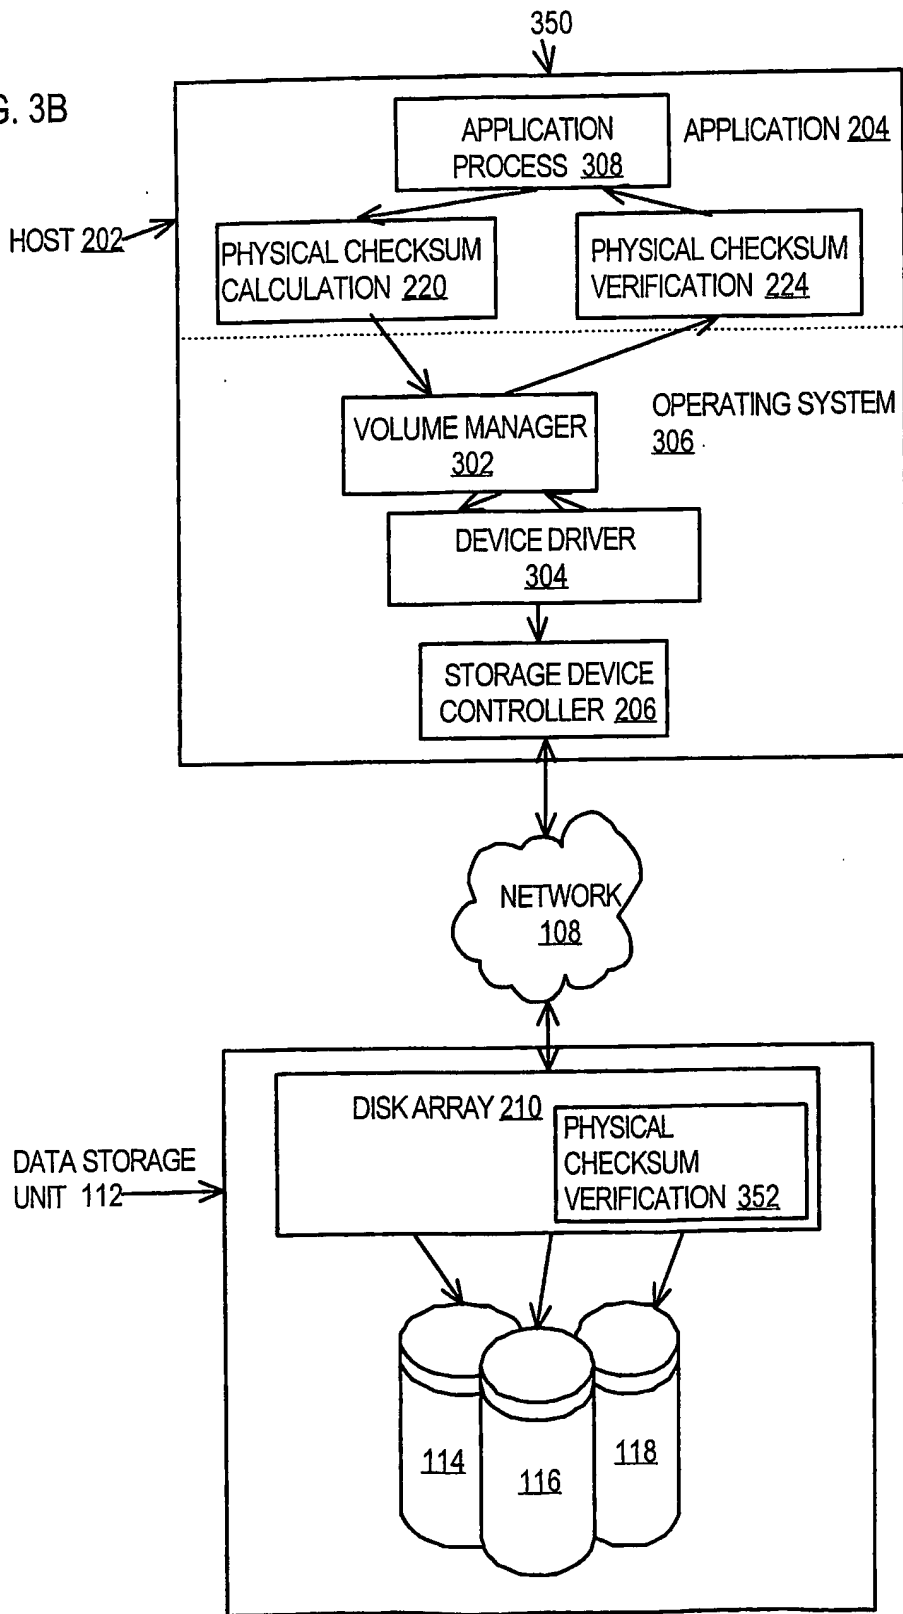 350
G. 3B
APPLICATION
PROCESS 308
APPLICATION 204
HOST 202
PHYSICAL CHECKSUM
CALCULATION 220
PHYSICAL CHECKSUM
VERIFICATION 224
VOLUME MANAGER
302
OPERATING SYSTEM
306
DEVICE DRIVER
304
STORAGE DEVICE
CONTROLLER 206
NETWORK
108
DISK ARRAY 210
PHYSICAL
CHECKSUM
VERIFICATION 352
DATA STORAGE
UNIT 112
114
116
118